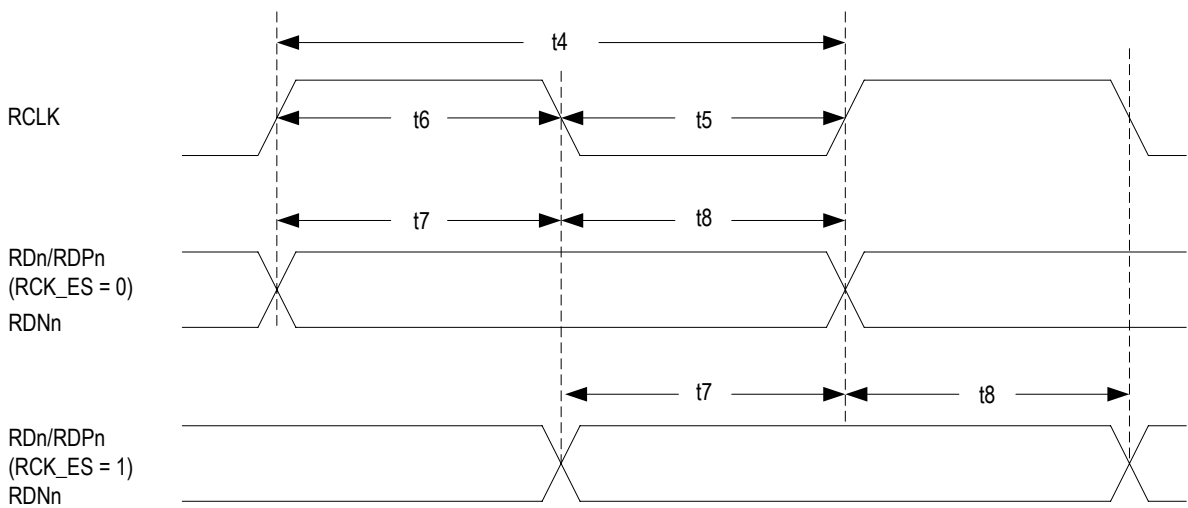 t4
RCLK
t6
t5
t7
t8
RDn/RDPn
(RCK_ES = 0)
RDNn
t7
t8
RDn/RDPn
(RCK_ES = 1)
RDNn